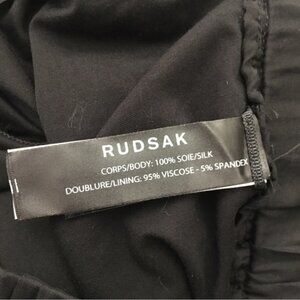 RUDSAK
CORPS/BODY: 100% SOIE/SILK
DOUBLURE/LINING: 95% VISCOSE - 5% SPANDEX